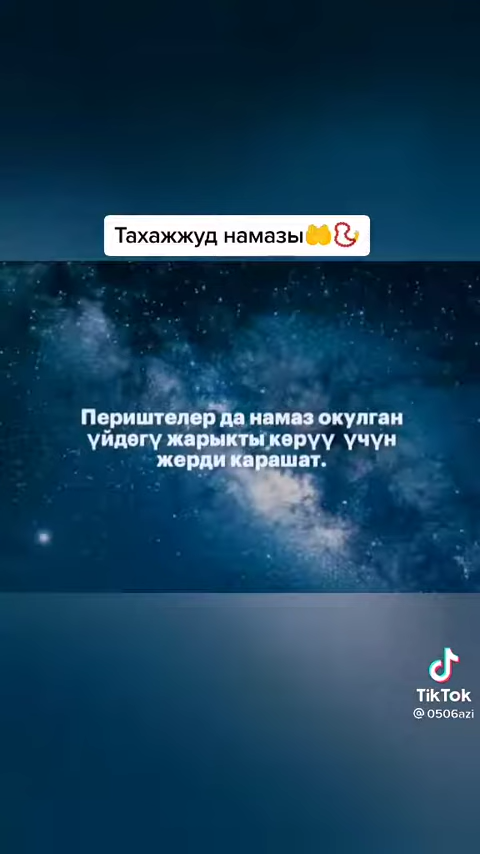 Тахажжуд намазы🤲📿
Периштелер да намаз окулган
үйдөгү жарыкты көрүү үчүн
жерди карашат.
TikTok
@0506azi